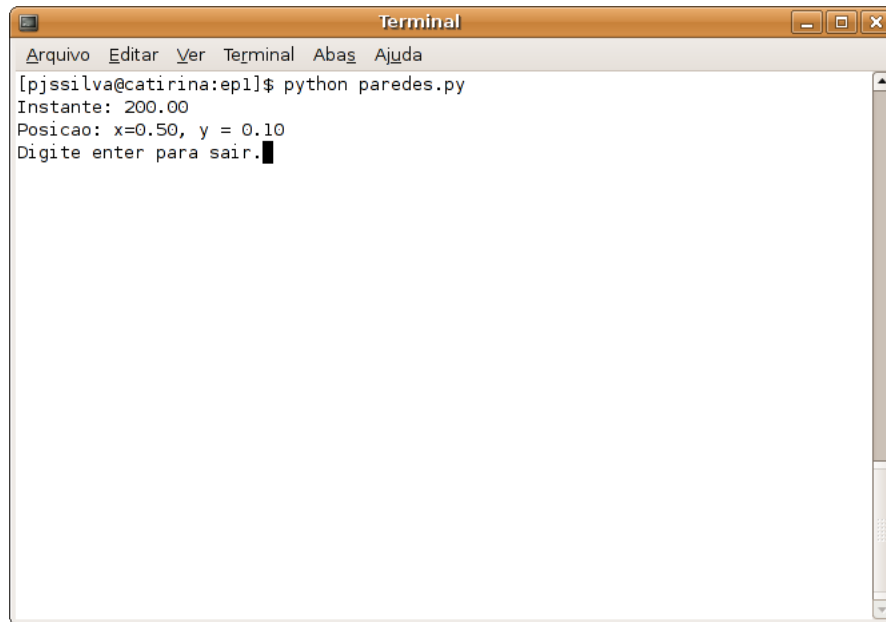 Terminal
Arquivo Editar Ver Terminal Abas Ajuda
[pjssilva@catirina:ep1]$ python paredes.py
Instante: 200.00
Posicao: x=0.50, y = 0.10
Digite enter para sair.